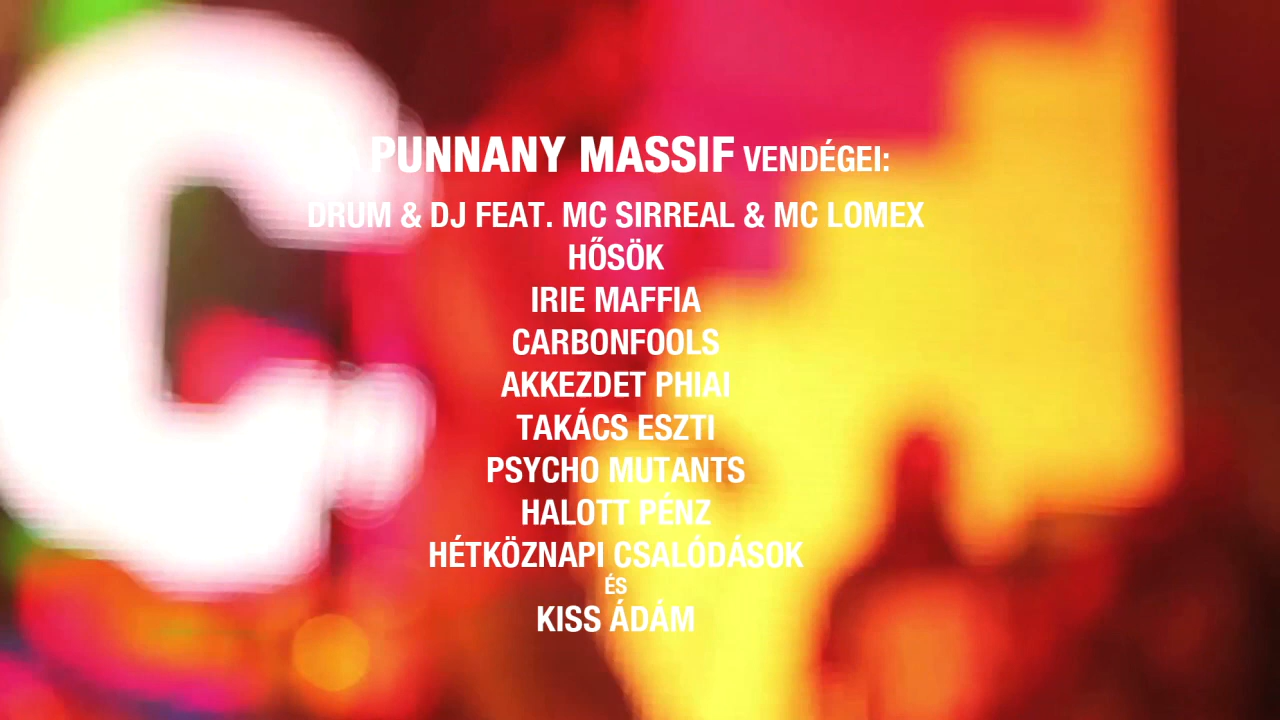 PUNNANY MASSIF VENDÉGEI:
DRUM & DJ FEAT. MC SIRREAL & MC LOMEX
HŐSÖK
IRIE MAFFIA
CARBONFOOLS
AKKEZDET PHIAI
TAKÁCS ESZTI
PSYCHO MUTANTS
HALOTT PÉNZ
HÉTKÖZNAPI CSALÓDÁSOK
ÉS
KISS ÁDÁM